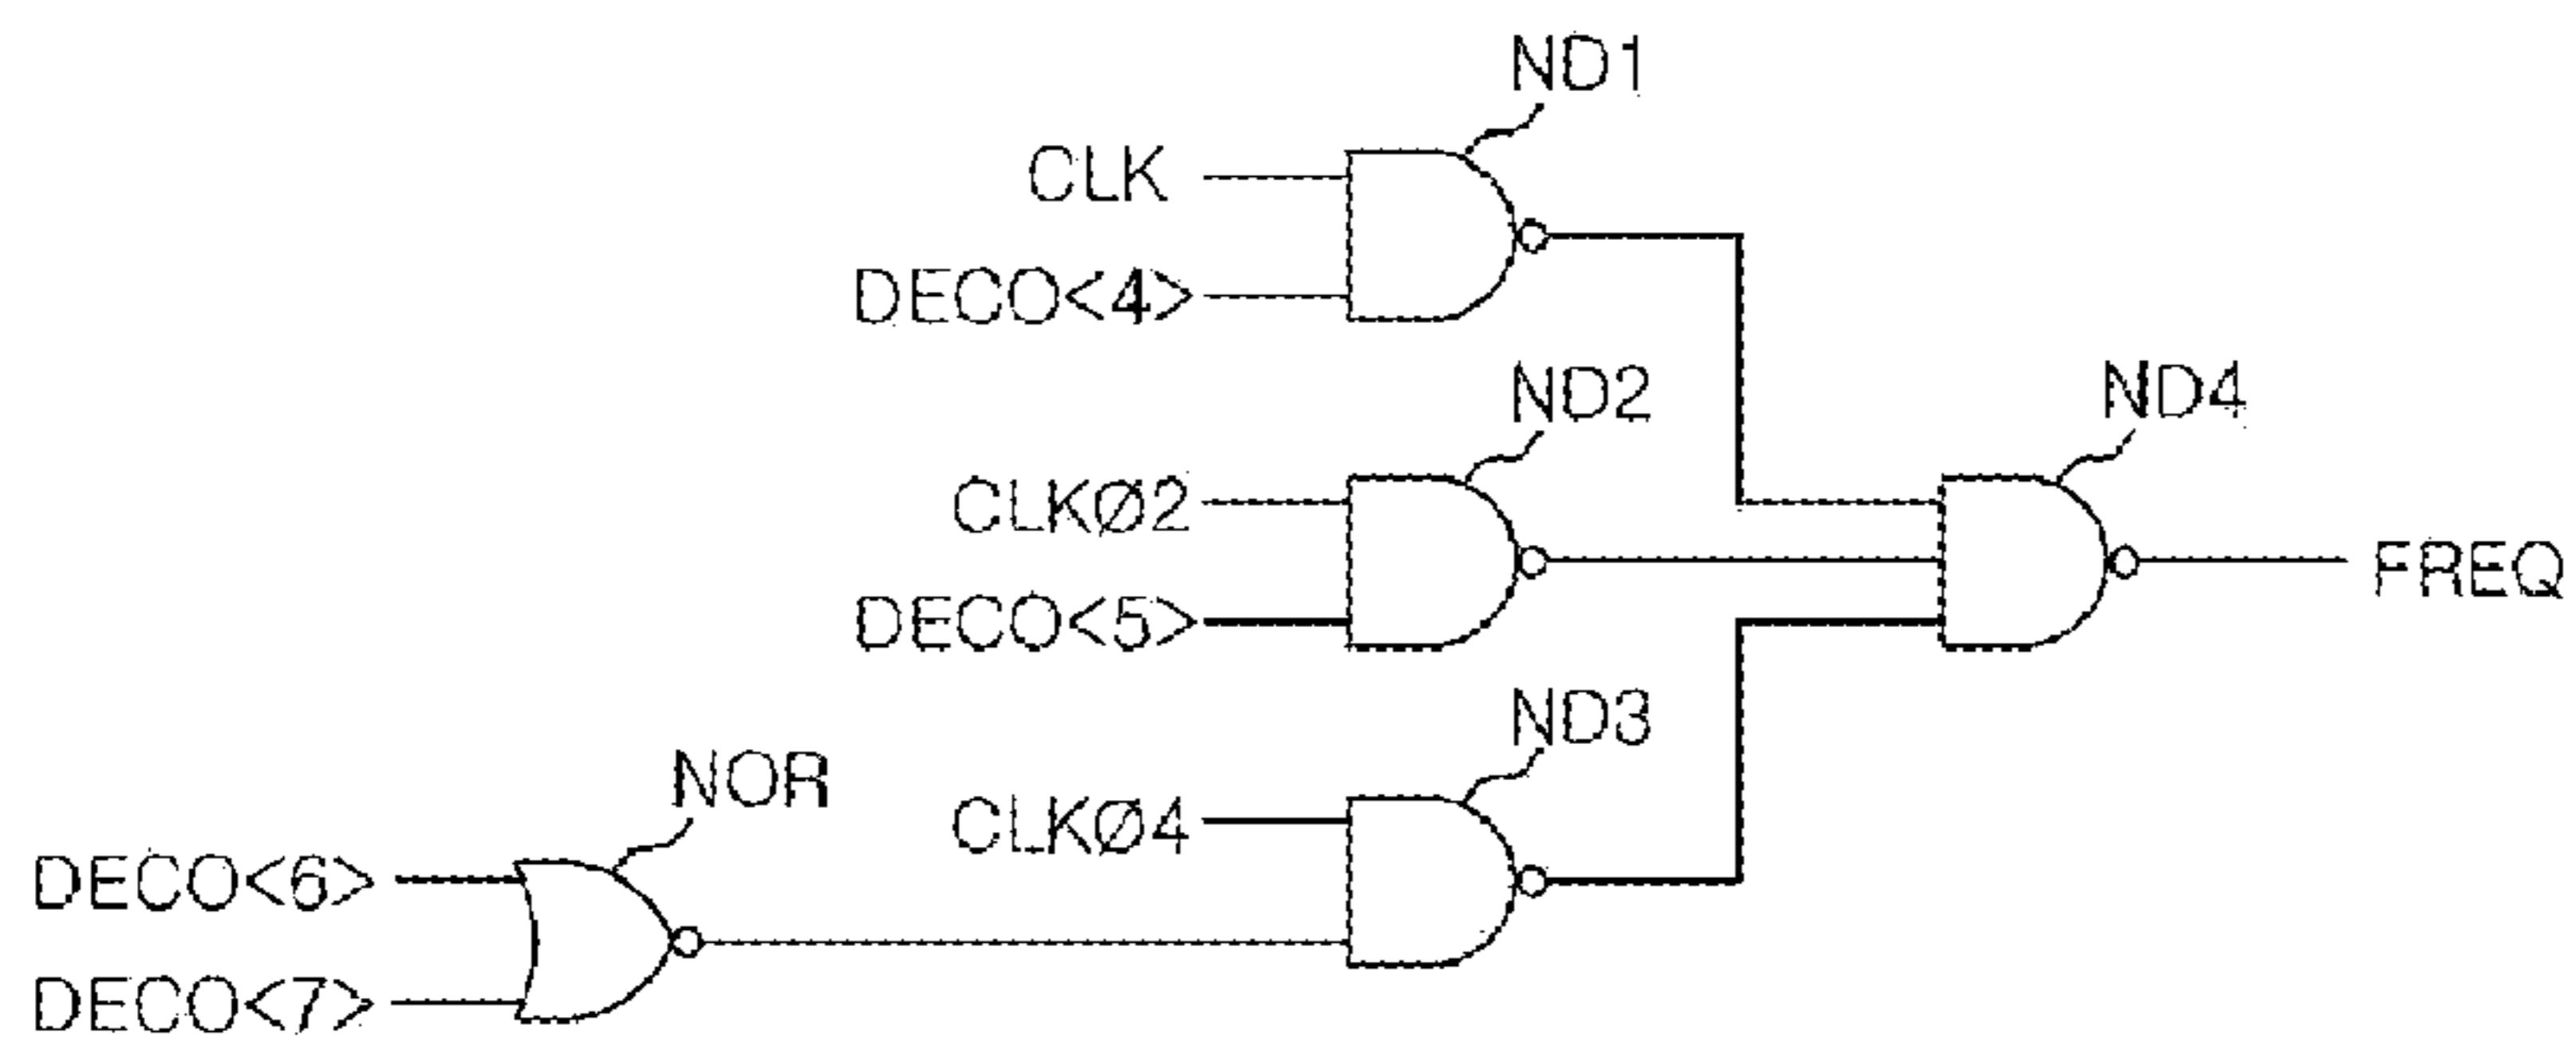 ND1
CLK
DECO<4>
ND2
ND4
CLKØ2
DECO<5>
FREQ
ND3
NOR
CLKØ4
DECO<6>
DECO<7>